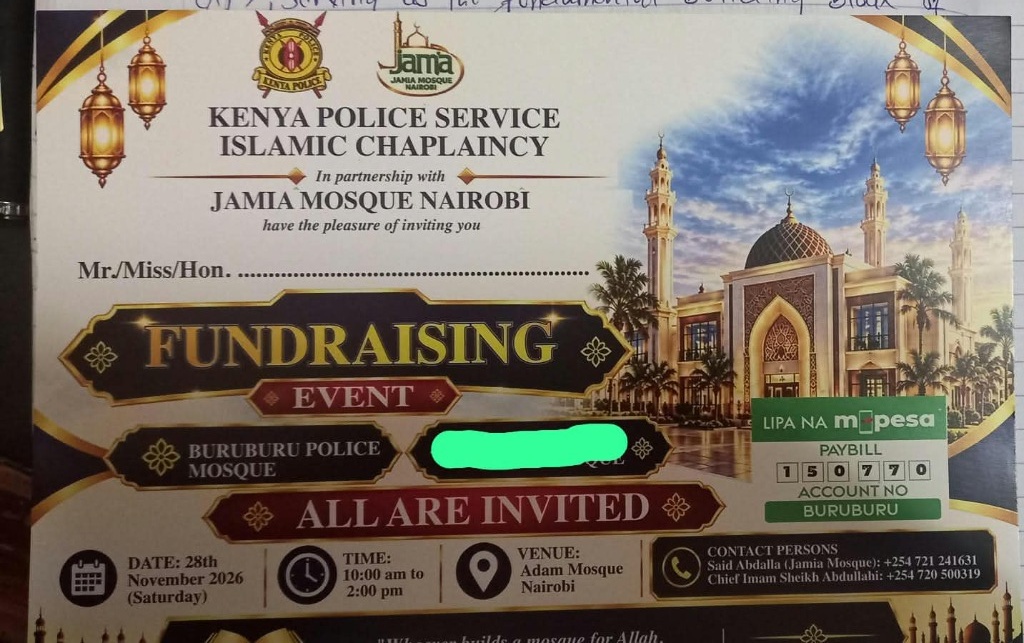 KENYA POLICE
Jama
JAMIA MOSQUE
NAIROBI
KENYA POLICE SERVICE
ISLAMIC CHAPLAINCY
In partnership with
JAMIA MOSQUE NAIROBI
have the pleasure of inviting you
Mr./Miss/Hon. ..........................................................
FUNDRAISING
EVENT
BURUBURU POLICE
MOSQUE
LIPA NA m-pesa
PAYBILL
150770
ACCOUNT NO
BURUBURU
ALL ARE INVITED
DATE: 28th
November 2026
(Saturday)
TIME:
10:00 am to
2:00 pm
VENUE:
Adam Mosque
Nairobi
CONTACT PERSONS
Said Abdalla (Jamia Mosque): +254 721 241631
Chief Imam Sheikh Abdullahi: +254 720 500319
"Whoever builds a mosque for Allah,